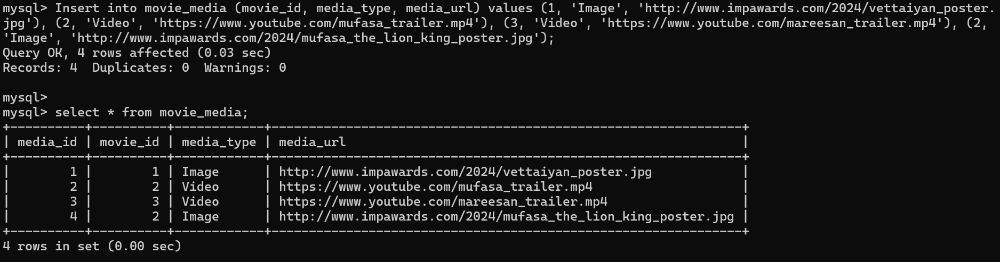 mysql> Insert into movie_media (movie_id, media_type, media_url) values (1, 'Image', 'http://www.impawards.com/2024/vettaiyan_poster.
jpg'), (2, 'Video', 'https://www.youtube.com/mufasa_trailer.mp4'), (3, 'Video', 'https://www.youtube.com/mareesan_trailer.mp4'), (2,
'Image', 'http://www.impawards.com/2024/mufasa_the_lion_king_poster.jpg');
Query OK, 4 rows affected (0.03 sec)
Records: 4  Duplicates: 0  Warnings: 0

mysql>
mysql> select * from movie_media;
+----------+----------+------------+---------------------------------------------------------------+
| media_id | movie_id | media_type | media_url                                                     |
+----------+----------+------------+---------------------------------------------------------------+
|        1 |        1 | Image      | http://www.impawards.com/2024/vettaiyan_poster.jpg            |
|        2 |        2 | Video      | https://www.youtube.com/mufasa_trailer.mp4                    |
|        3 |        3 | Video      | https://www.youtube.com/mareesan_trailer.mp4                  |
|        4 |        2 | Image      | http://www.impawards.com/2024/mufasa_the_lion_king_poster.jpg |
+----------+----------+------------+---------------------------------------------------------------+
4 rows in set (0.00 sec)